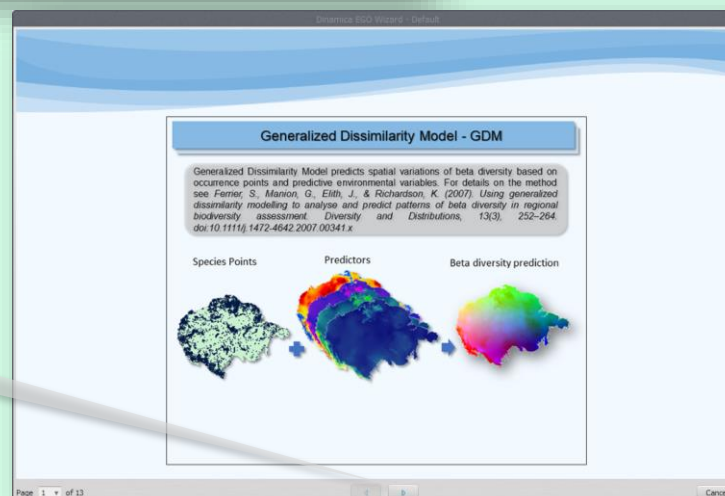 Dinamica EGO Wizard - Default
Generalized Dissimilarity Model - GDM
Generalized Dissimilarity Model predicts spatial variations of beta diversity based on
occurrence points and predictive environmental variables. For details on the method
see Ferrier, S., Manion, G., Elith, J., & Richardson, K. (2007). Using generalized
dissimilarity modelling to analyse and predict patterns of beta diversity in regional
biodiversity assessment. Diversity and Distributions, 13(3), 252–264.
doi:10.1111/j.1472-4642.2007.00341.x
Species Points
Predictors
Beta diversity prediction
Page 1 of 13
Cance